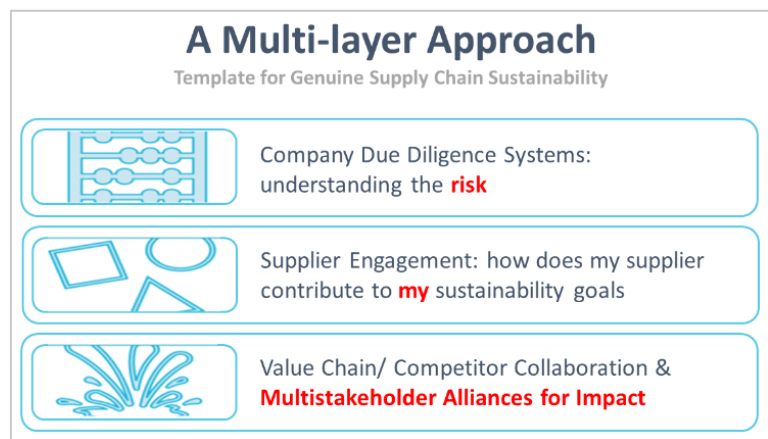 A Multi-layer Approach
Template for Genuine Supply Chain Sustainability
Company Due Diligence Systems:
understanding the risk
Supplier Engagement: how does my supplier
contribute to my sustainability goals
Value Chain/ Competitor Collaboration &
Multistakeholder Alliances for Impact